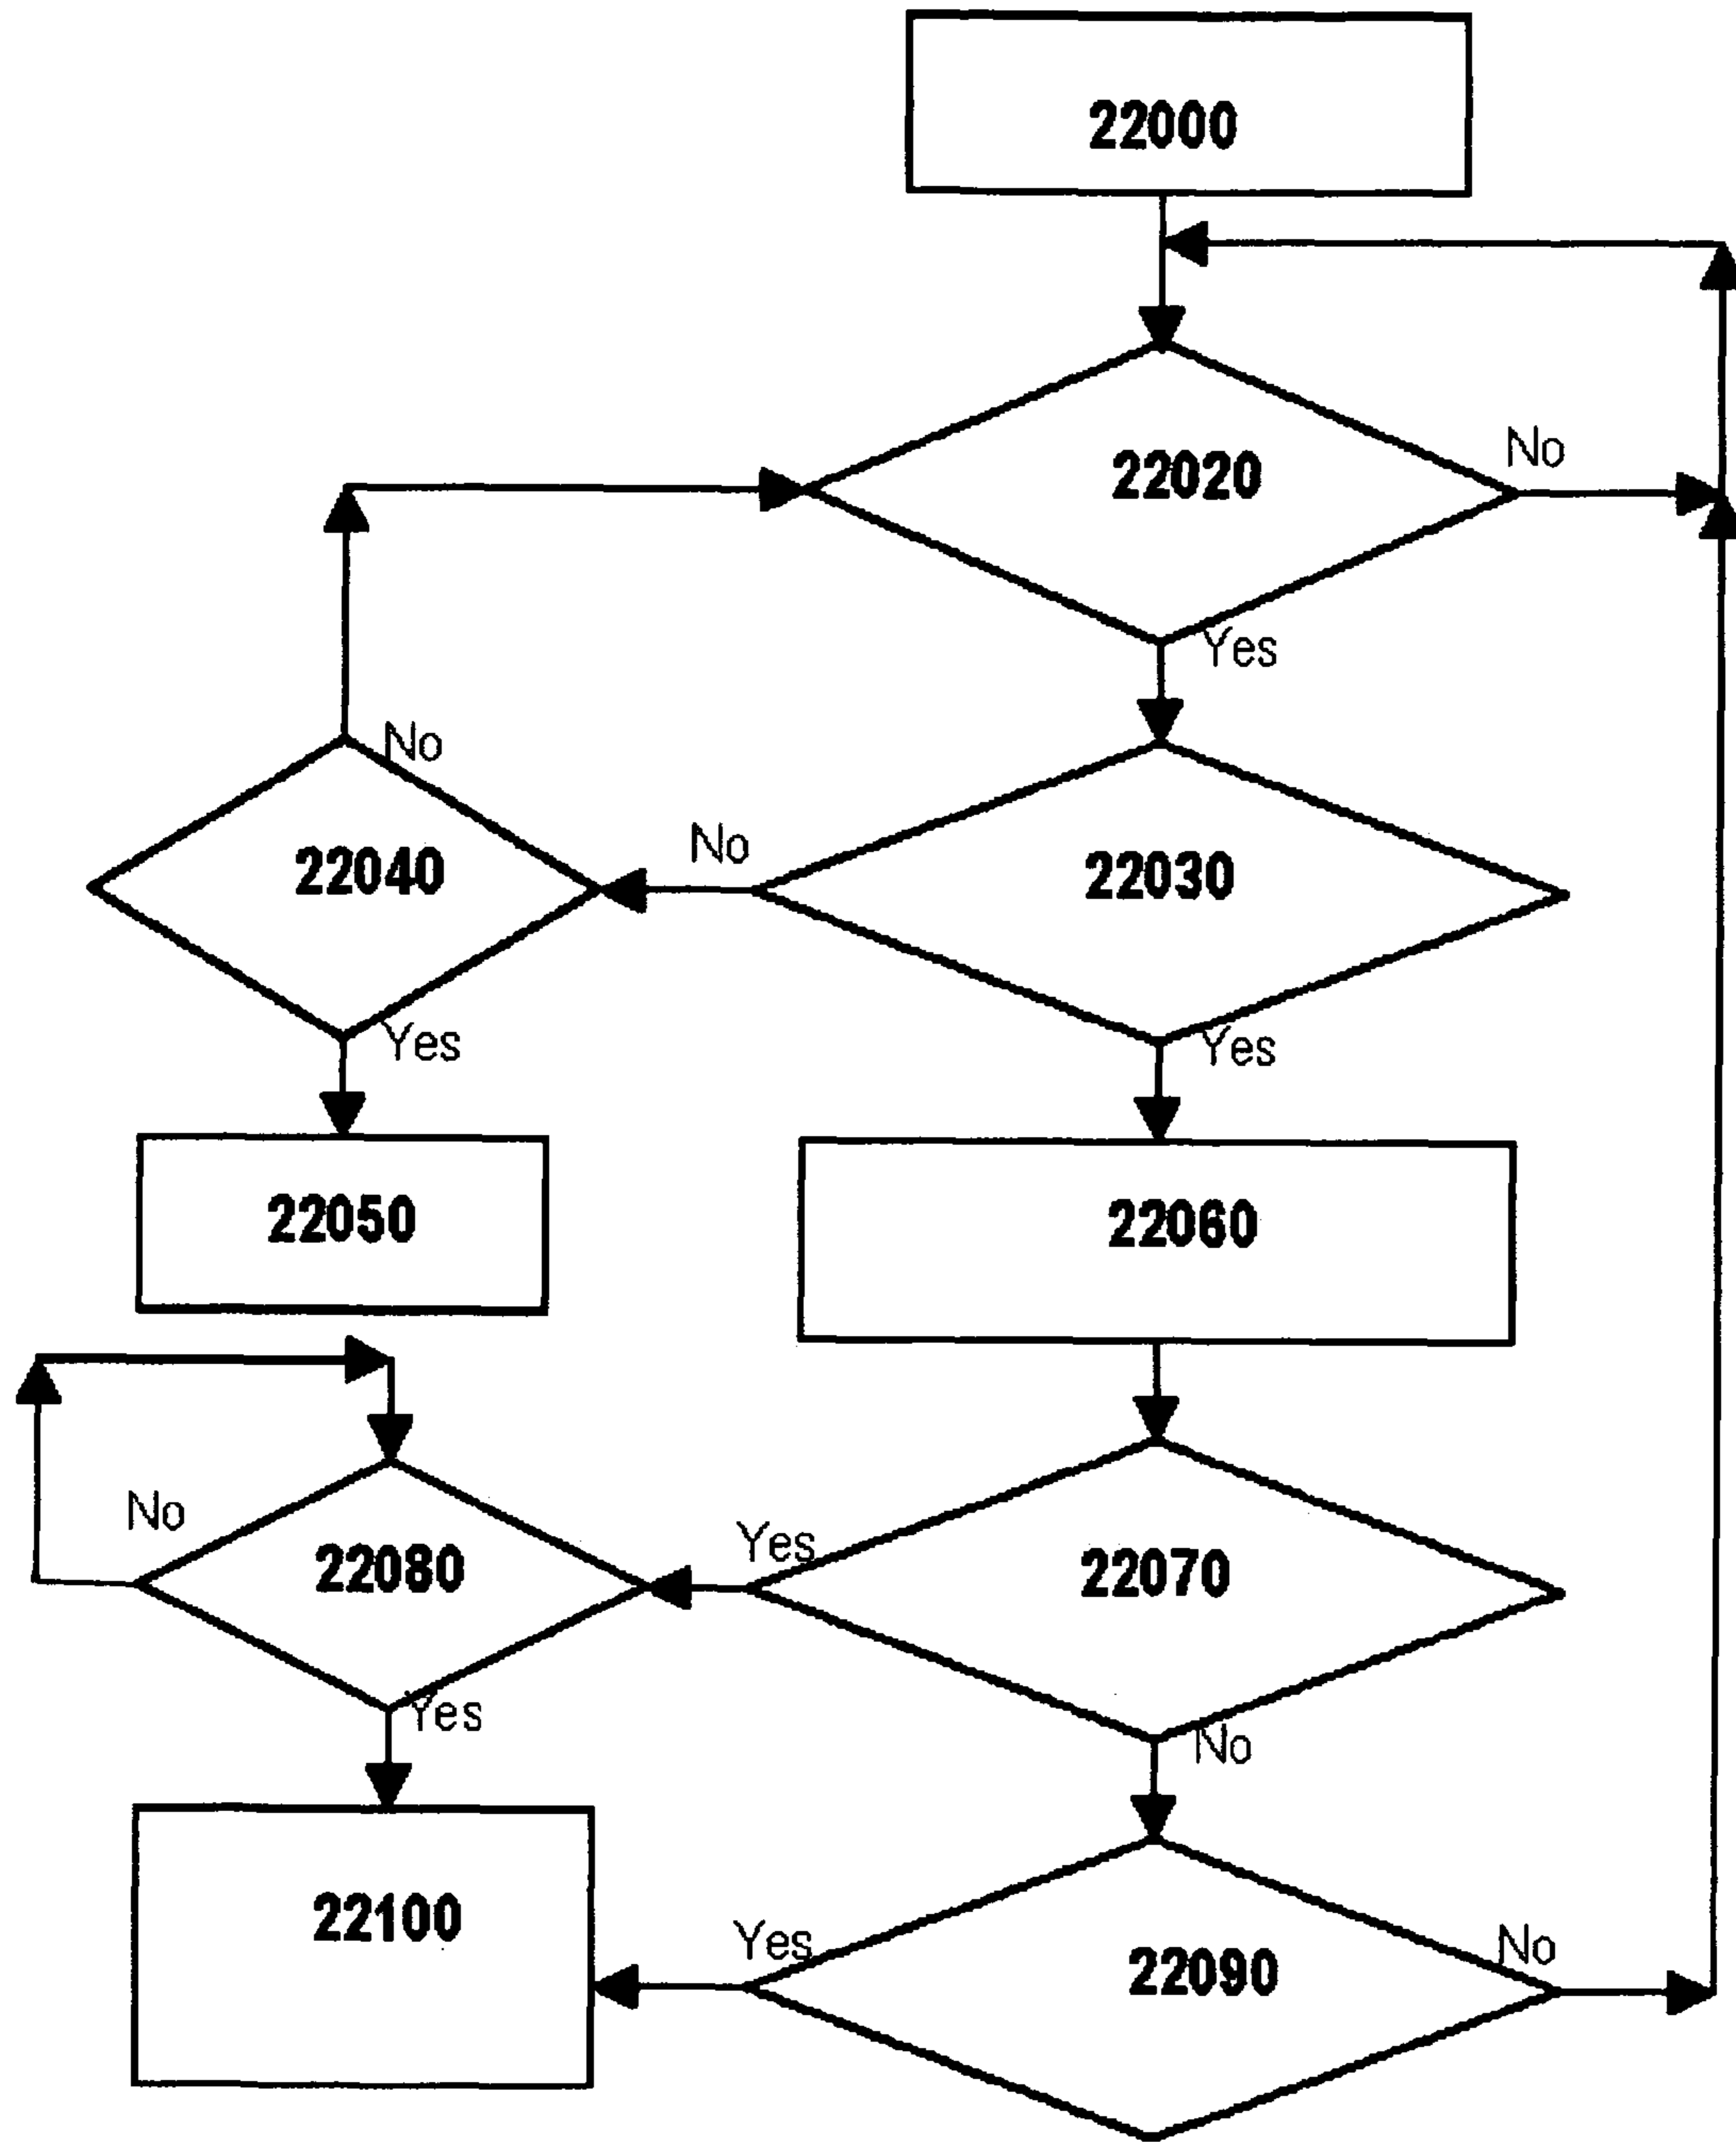 22000
22020
No
Yes
No
22040
No
22030
Yes
Yes
22050
22060
No
22080
Yes
22070
Yes
No
22100
Yes
22090
No